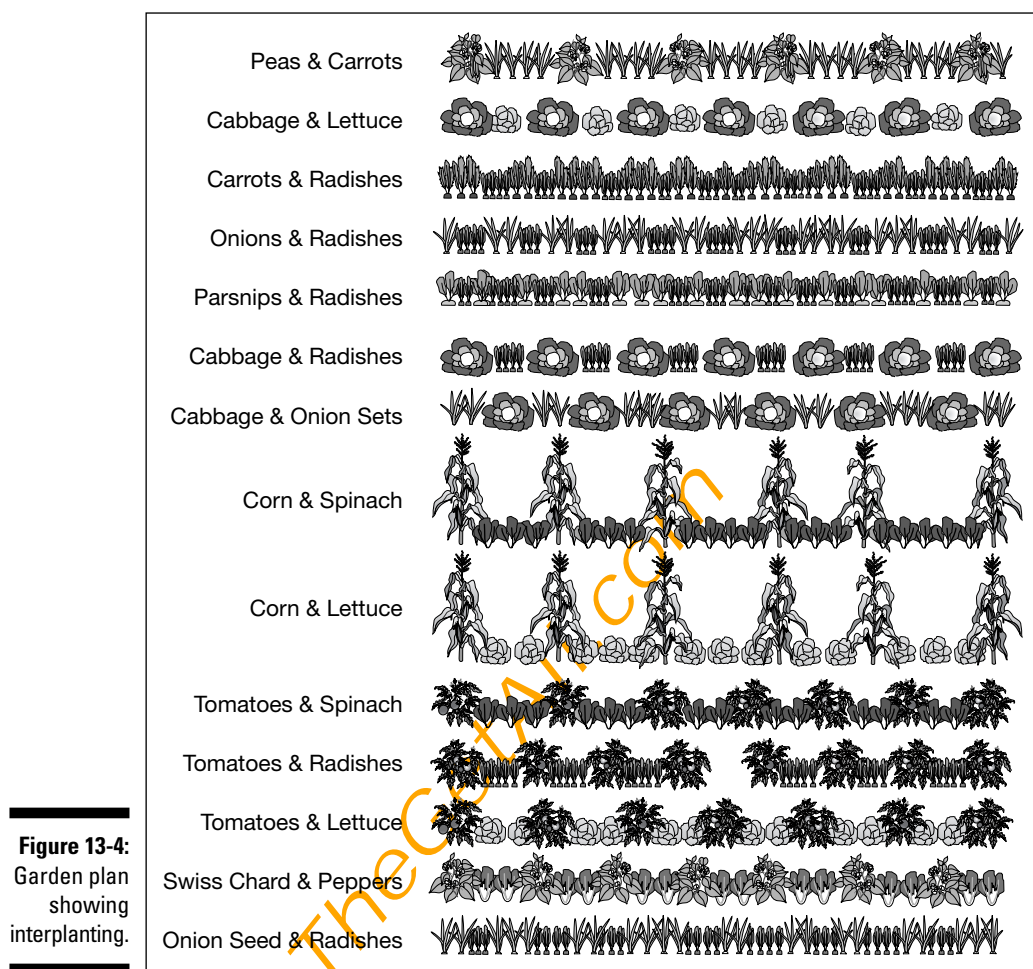 Peas & Carrots
Cabbage & Lettuce
Carrots & Radishes
Onions & Radishes
Parsnips & Radishes
Cabbage & Radishes
Cabbage & Onion Sets
Corn & Spinach
Corn & Lettuce
Tomatoes & Spinach
Tomatoes & Radishes
Tomatoes & Lettuce
Swiss Chard & Peppers
Onion Seed & Radishes
Figure 13-4:
Garden plan
showing
interplanting.